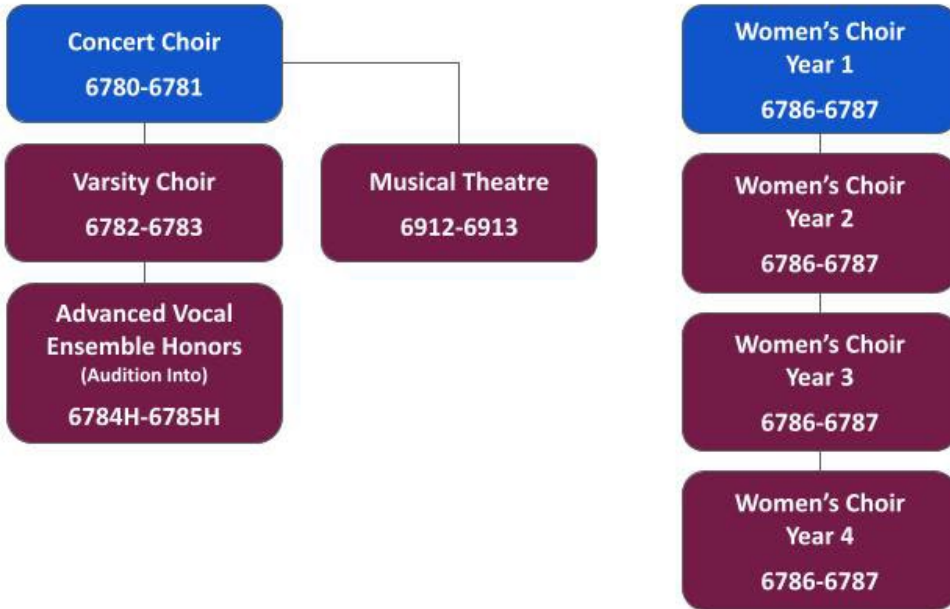 Concert Choir
6780-6781
Varsity Choir
6782-6783
Musical Theatre
6912-6913
Advanced Vocal
Ensemble Honors
(Audition Into)
6784H-6785H
Women's Choir
Year 1
6786-6787
Women's Choir
Year 2
6786-6787
Women's Choir
Year 3
6786-6787
Women's Choir
Year 4
6786-6787